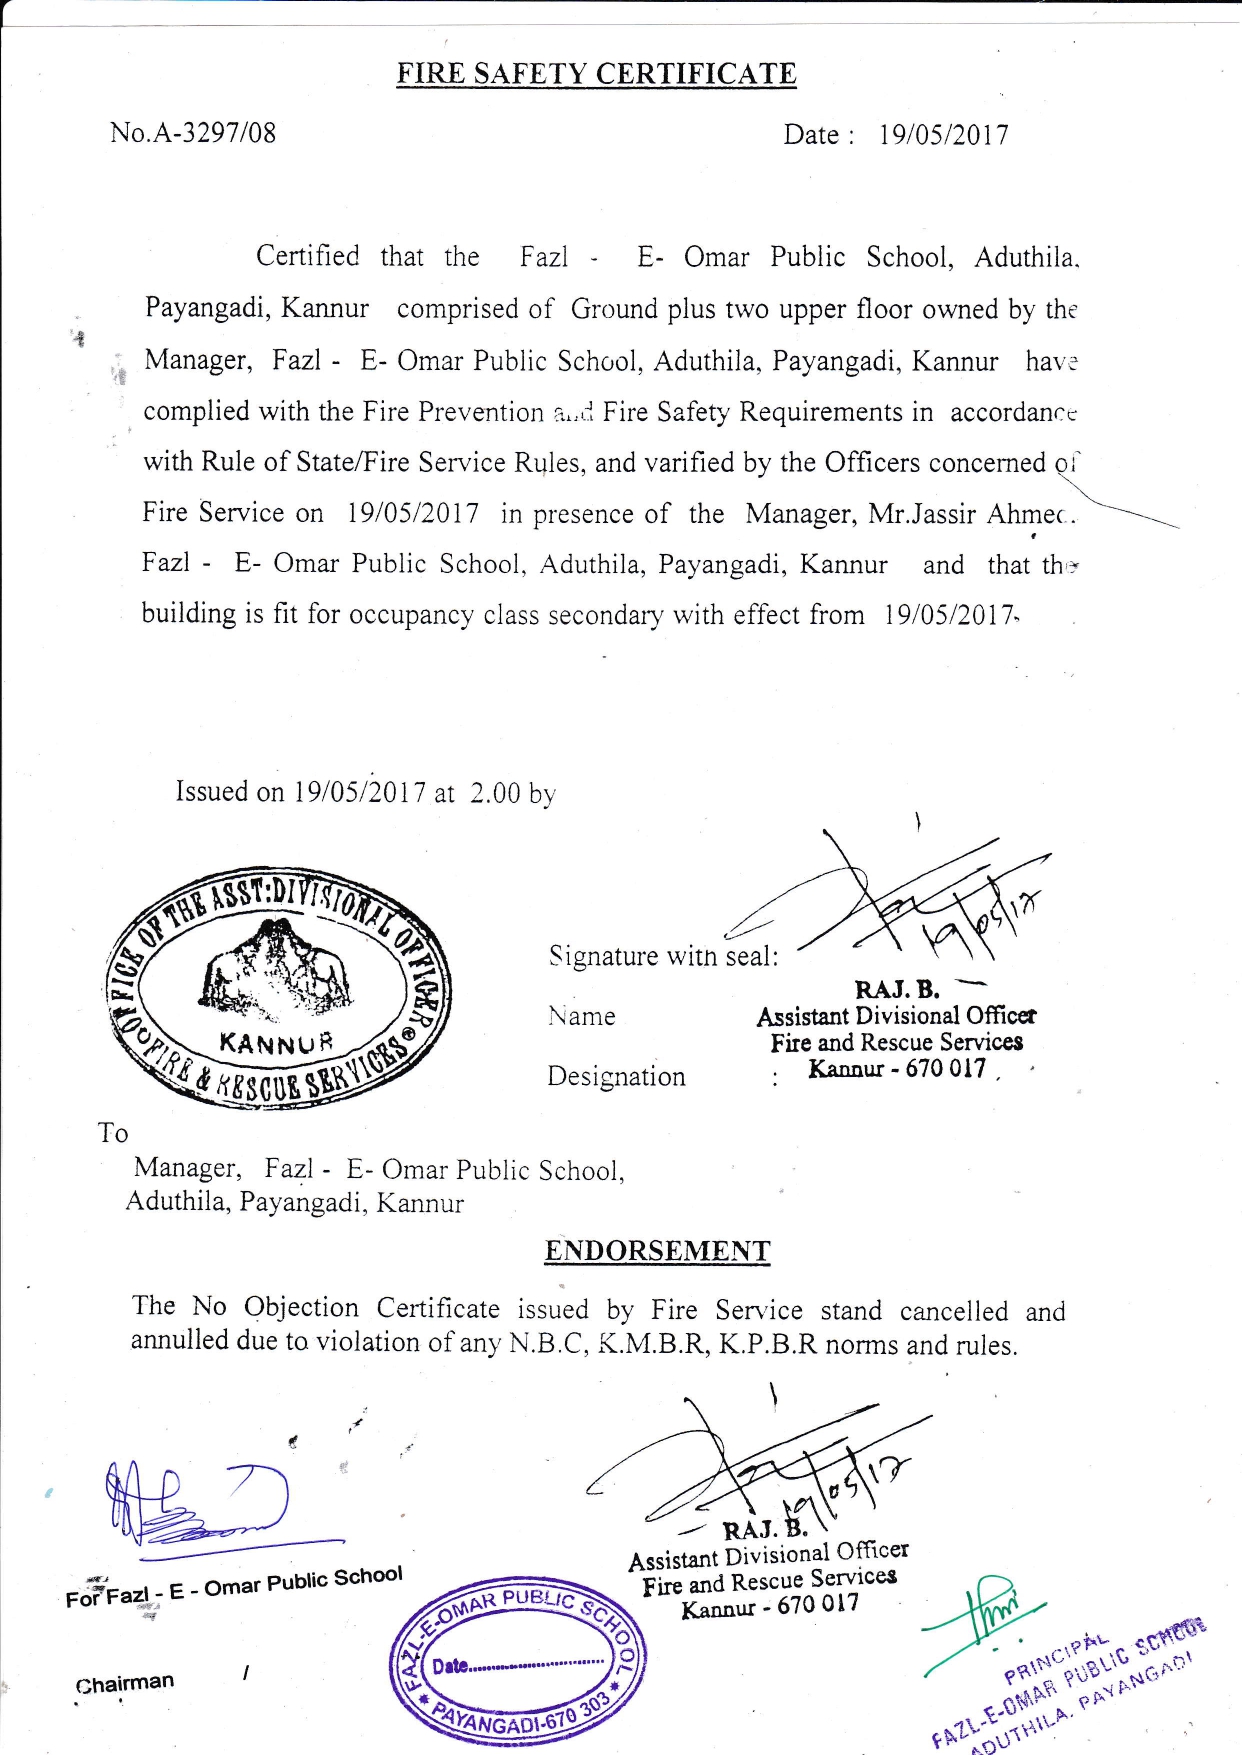 FIRE SAFETY CERTIFICATE
No.A-3297/08 Date : 19/05/2017
Certified that the Fazl - E- Omar Public School, Aduthila.
Payangadi, Kannur comprised of Ground plus two upper floor owned by the
Manager, Fazl - E- Omar Public School, Aduthila, Payangadi, Kannur have
complied with the Fire Prevention and Fire Safety Requirements in accordance
with Rule of State/Fire Service Rules, and varified by the Officers concerned of
Fire Service on 19/05/2017 in presence of the Manager, Mr.Jassir Ahmed.
Fazl - E- Omar Public School, Aduthila, Payangadi, Kannur and that the
building is fit for occupancy class secondary with effect from 19/05/2017.
Issued on 19/05/2017 at 2.00 by
OFFICE OF THE ASST:DIVISIONAL OFFICER
KANNUR
FIRE & RESCUE SERVICES
19/05/17
Signature with seal:
RAJ. B.
Name Assistant Divisional Officer
Fire and Rescue Services
Designation : Kannur - 670 017
To
Manager, Fazl - E- Omar Public School,
Aduthila, Payangadi, Kannur
ENDORSEMENT
The No Objection Certificate issued by Fire Service stand cancelled and
annulled due to violation of any N.B.C, K.M.B.R, K.P.B.R norms and rules.
19/05/17
RAJ. B.
Assistant Divisional Officer
Fire and Rescue Services
Kannur - 670 017
For Fazl - E - Omar Public School
Chairman
FAZL-E-OMAR PUBLIC SCHOOL
Date..................................
PAYANGADI-670 303
PRINCIPAL
FAZL-E-OMAR PUBLIC SCHOOL
ADUTHILA, PAYANGADI